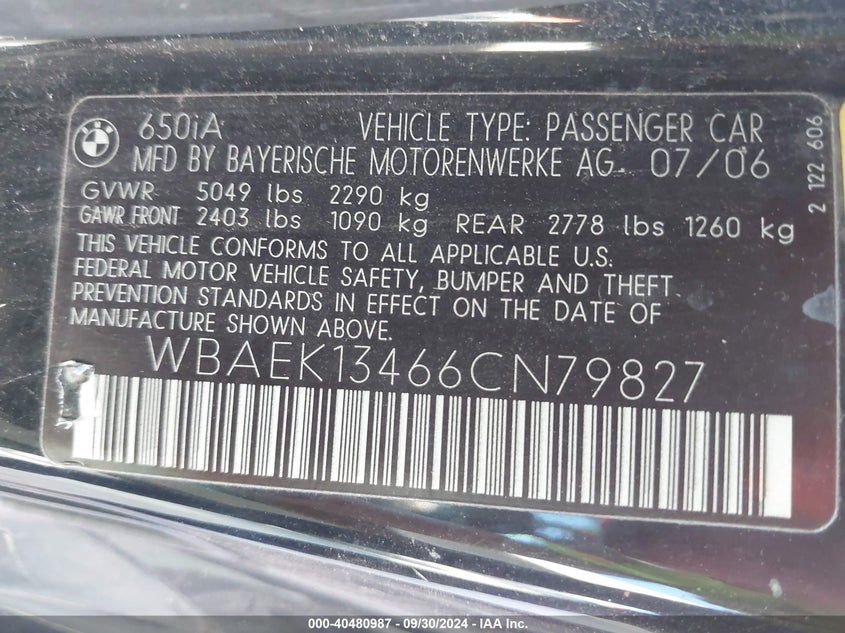 BMW
650iA VEHICLE TYPE: PASSENGER CAR
MFD BY BAYERISCHE MOTORENWERKE AG. 07/06
GVWR 5049 lbs 2290 kg
GAWR FRONT 2403 lbs 1090 kg REAR 2778 lbs 1260 kg
THIS VEHICLE CONFORMS TO ALL APPLICABLE U.S.
FEDERAL MOTOR VEHICLE SAFETY, BUMPER AND THEFT
PREVENTION STANDARDS IN EFFECT ON THE DATE OF
MANUFACTURE SHOWN ABOVE.
WBAEK13466CN79827
2 122 606
000-40480987 - 09/30/2024 - IAAI.COM